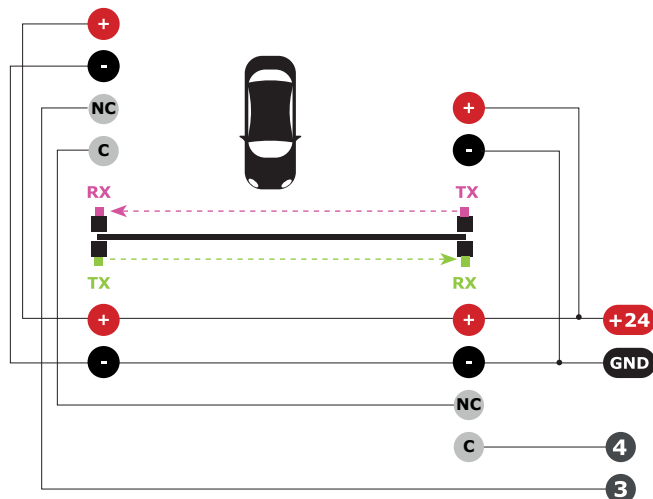 +
-
NC
C
+
-
RX
TX
TX
RX
+
+
+24
-
-
GND
NC
C
4
3